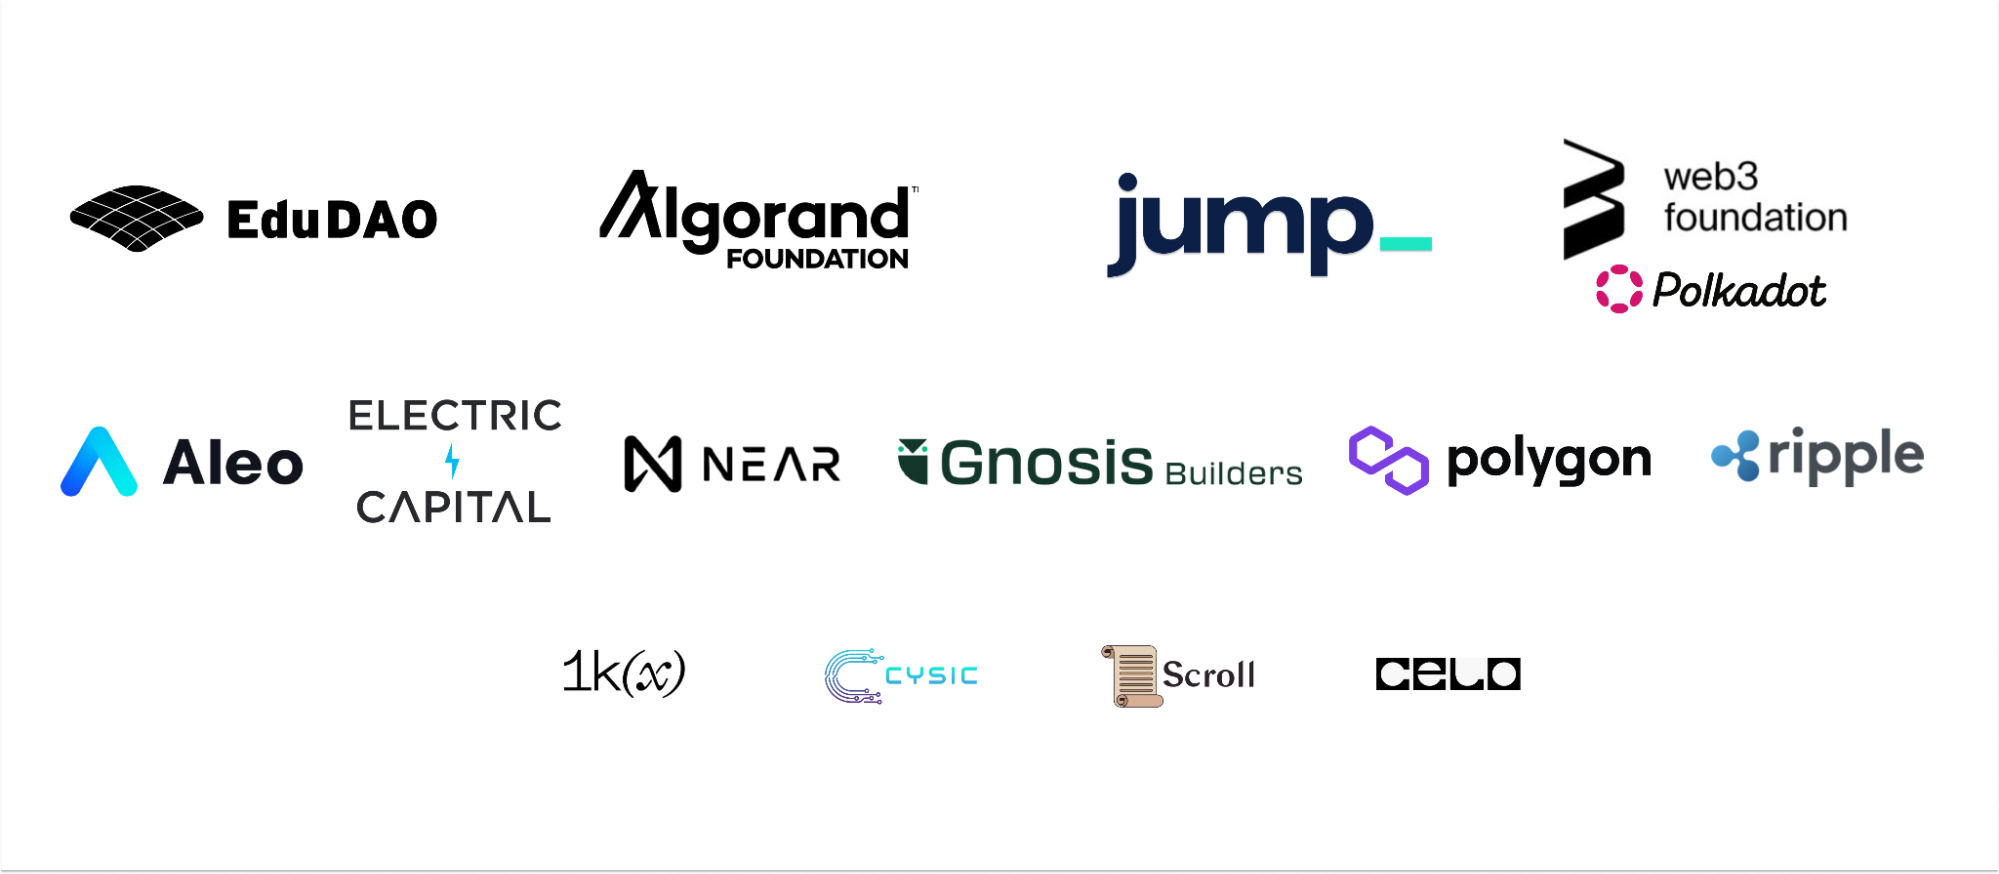 EduDAO
Algorand
FOUNDATION
jump_
web3
foundation
Polkadot
Aleo
ELECTRIC
CAPITAL
NEAR
Gnosis Builders
polygon
ripple
1k(x)
CYSIC
Scroll
CELO